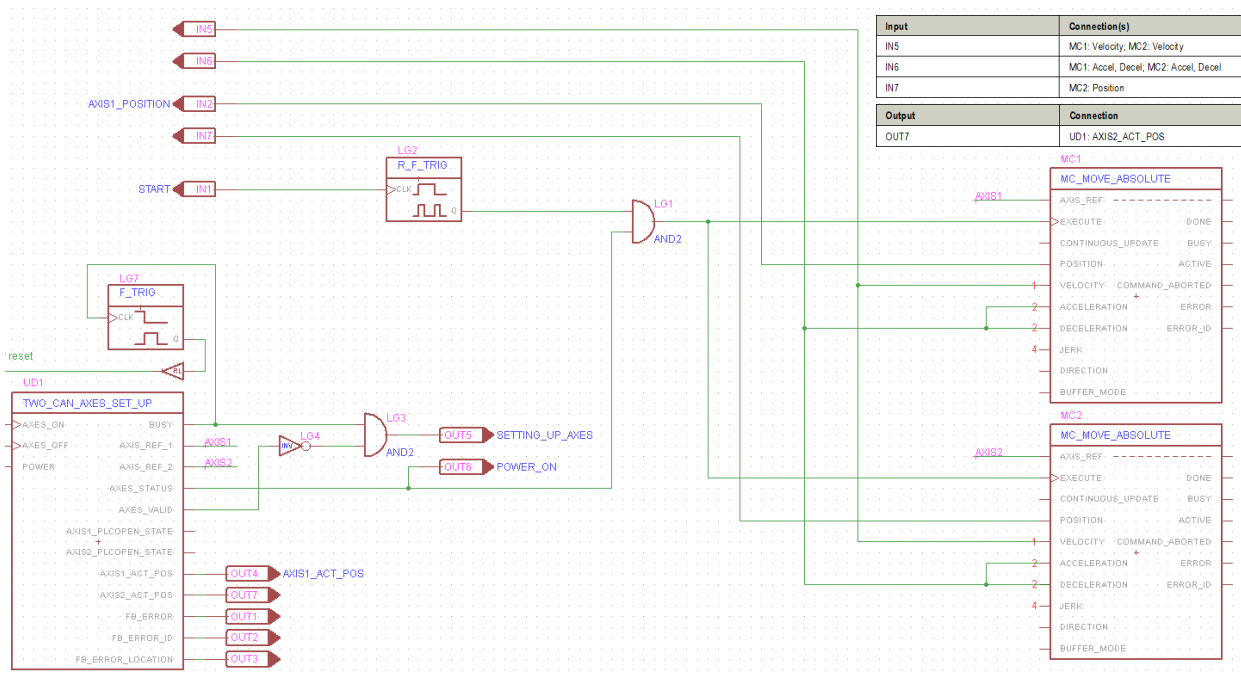 IN5
IN6
AXIS1_POSITION IN2
IN7
START IN1
Input Connection(s)
IN5 MC1: Velocity; MC2: Velocity
IN6 MC1: Accel, Decel; MC2: Accel, Decel
IN7 MC2: Position
Output Connection
OUT7 UD1: AXIS2_ACT_POS
LG2
R_F_TRIG
CLK
Q
LG1
AND2
LG7
F_TRIG
CLK
Q
reset
RL
UD1
TWO_CAN_AXES_SET_UP
AXES_ON BUSY
AXES_OFF AXIS_REF_1 AXIS1
POWER AXIS_REF_2 AXIS2
AXES_STATUS
AXES_VALID
AXIS1_PLCOPEN_STATE
AXIS2_PLCOPEN_STATE
AXIS1_ACT_POS OUT4 AXIS1_ACT_POS
AXIS2_ACT_POS OUT7
FB_ERROR OUT1
FB_ERROR_ID OUT2
FB_ERROR_LOCATION OUT3
LG4
INV
LG3
AND2
OUT5 SETTING_UP_AXES
OUT6 POWER_ON
MC1
MC_MOVE_ABSOLUTE
AXIS1 AXIS_REF
EXECUTE DONE
CONTINUOUS_UPDATE BUSY
POSITION ACTIVE
1 VELOCITY COMMAND_ABORTED
2 ACCELERATION ERROR
2 DECELERATION ERROR_ID
4 JERK
DIRECTION
BUFFER_MODE
MC2
MC_MOVE_ABSOLUTE
AXIS2 AXIS_REF
EXECUTE DONE
CONTINUOUS_UPDATE BUSY
POSITION ACTIVE
1 VELOCITY COMMAND_ABORTED
2 ACCELERATION ERROR
2 DECELERATION ERROR_ID
4 JERK
DIRECTION
BUFFER_MODE